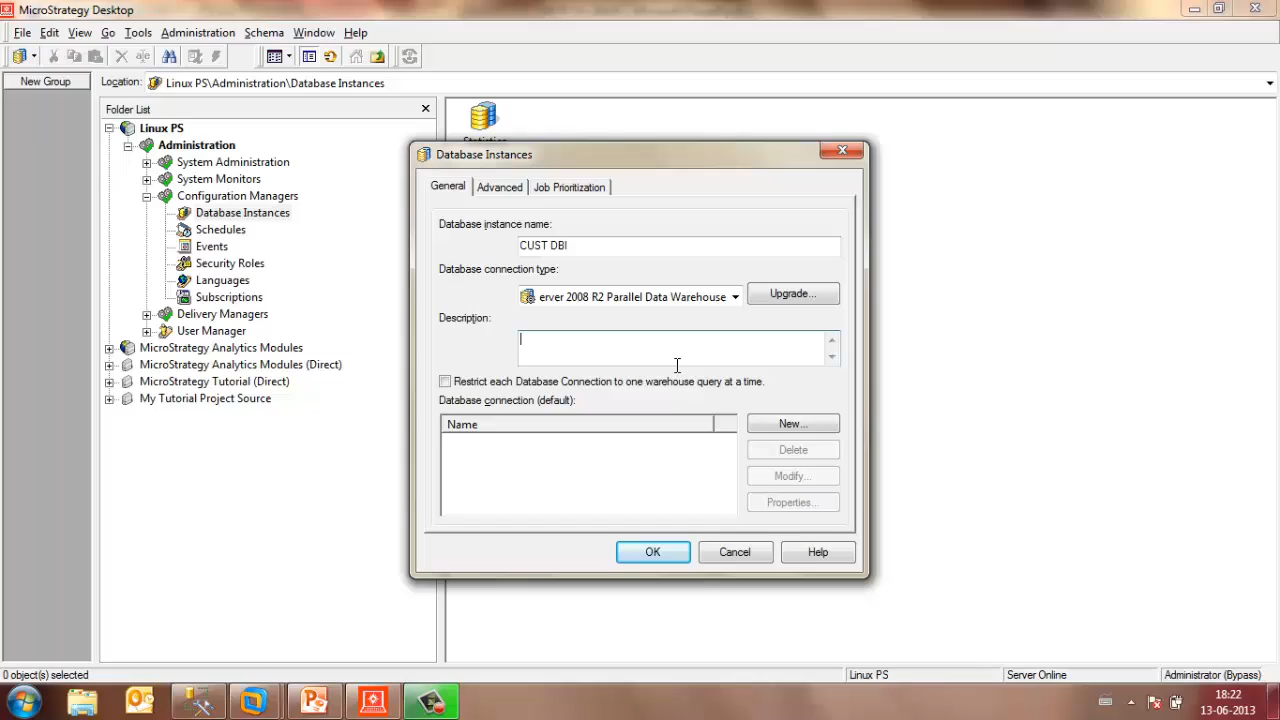 MicroStrategy Desktop
File Edit View Go Tools Administration Schema Window Help
New Group
Location: Linux PS\Administration\Database Instances
Folder List
Linux PS
Administration
System Administration
System Monitors
Configuration Managers
Database Instances
Schedules
Events
Security Roles
Languages
Subscriptions
Delivery Managers
User Manager
MicroStrategy Analytics Modules
MicroStrategy Analytics Modules (Direct)
MicroStrategy Tutorial (Direct)
My Tutorial Project Source
Database Instances
General Advanced Job Prioritization
Database instance name:
CUST DBI
Database connection type:
erver 2008 R2 Parallel Data Warehouse Upgrade...
Description:
Restrict each Database Connection to one warehouse query at a time.
Database connection (default):
Name
New...
Delete
Modify...
Properties...
OK Cancel Help
0 object(s) selected
Linux PS
Server Online
Administrator (Bypass)
18:22
13-06-2013